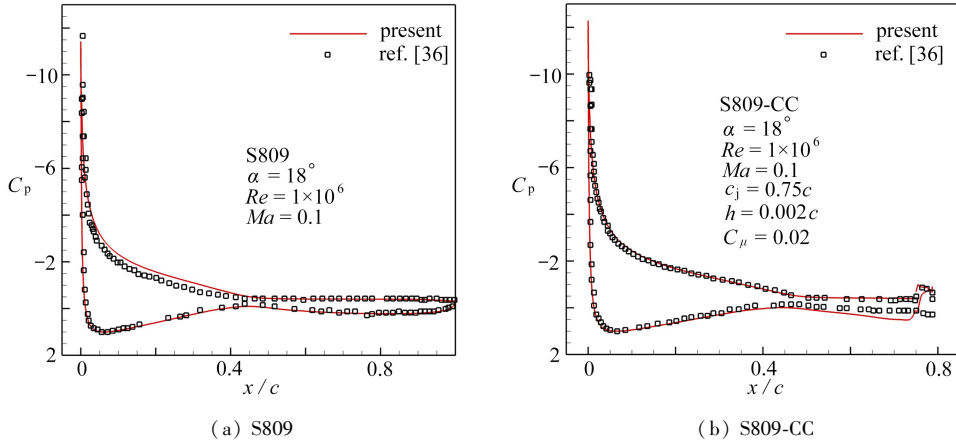 present
ref. [36]
−10
−6
−2
2
C_p
S809
α = 18°
Re = 1×10⁶
Ma = 0.1
0
0.4
0.8
x / c
(a) S809
present
ref. [36]
−10
−6
−2
2
C_p
S809-CC
α = 18°
Re = 1×10⁶
Ma = 0.1
c_j = 0.75c
h = 0.002c
C_μ = 0.02
0
0.4
0.8
x / c
(b) S809-CC